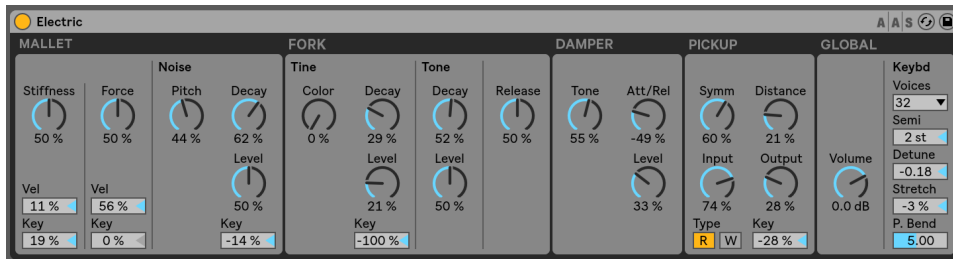 Electric
A A S
MALLET
Stiffness
50 %
Force
50 %
Noise
Pitch
44 %
Decay
62 %
Level
50 %
Vel
11 %
Key
19 %
Vel
56 %
Key
0 %
Key
-14 %
FORK
Tine
Color
0 %
Decay
29 %
Level
21 %
Key
-100 %
Tone
Decay
52 %
Level
50 %
Release
50 %
DAMPER
Tone
55 %
Att/Rel
-49 %
Level
33 %
PICKUP
Symm
60 %
Distance
21 %
Input
74 %
Output
28 %
Type
R W
Key
-28 %
GLOBAL
Volume
0.0 dB
Keybd
Voices
32
Semi
2 st
Detune
-0.18
Stretch
-3 %
P. Bend
5.00